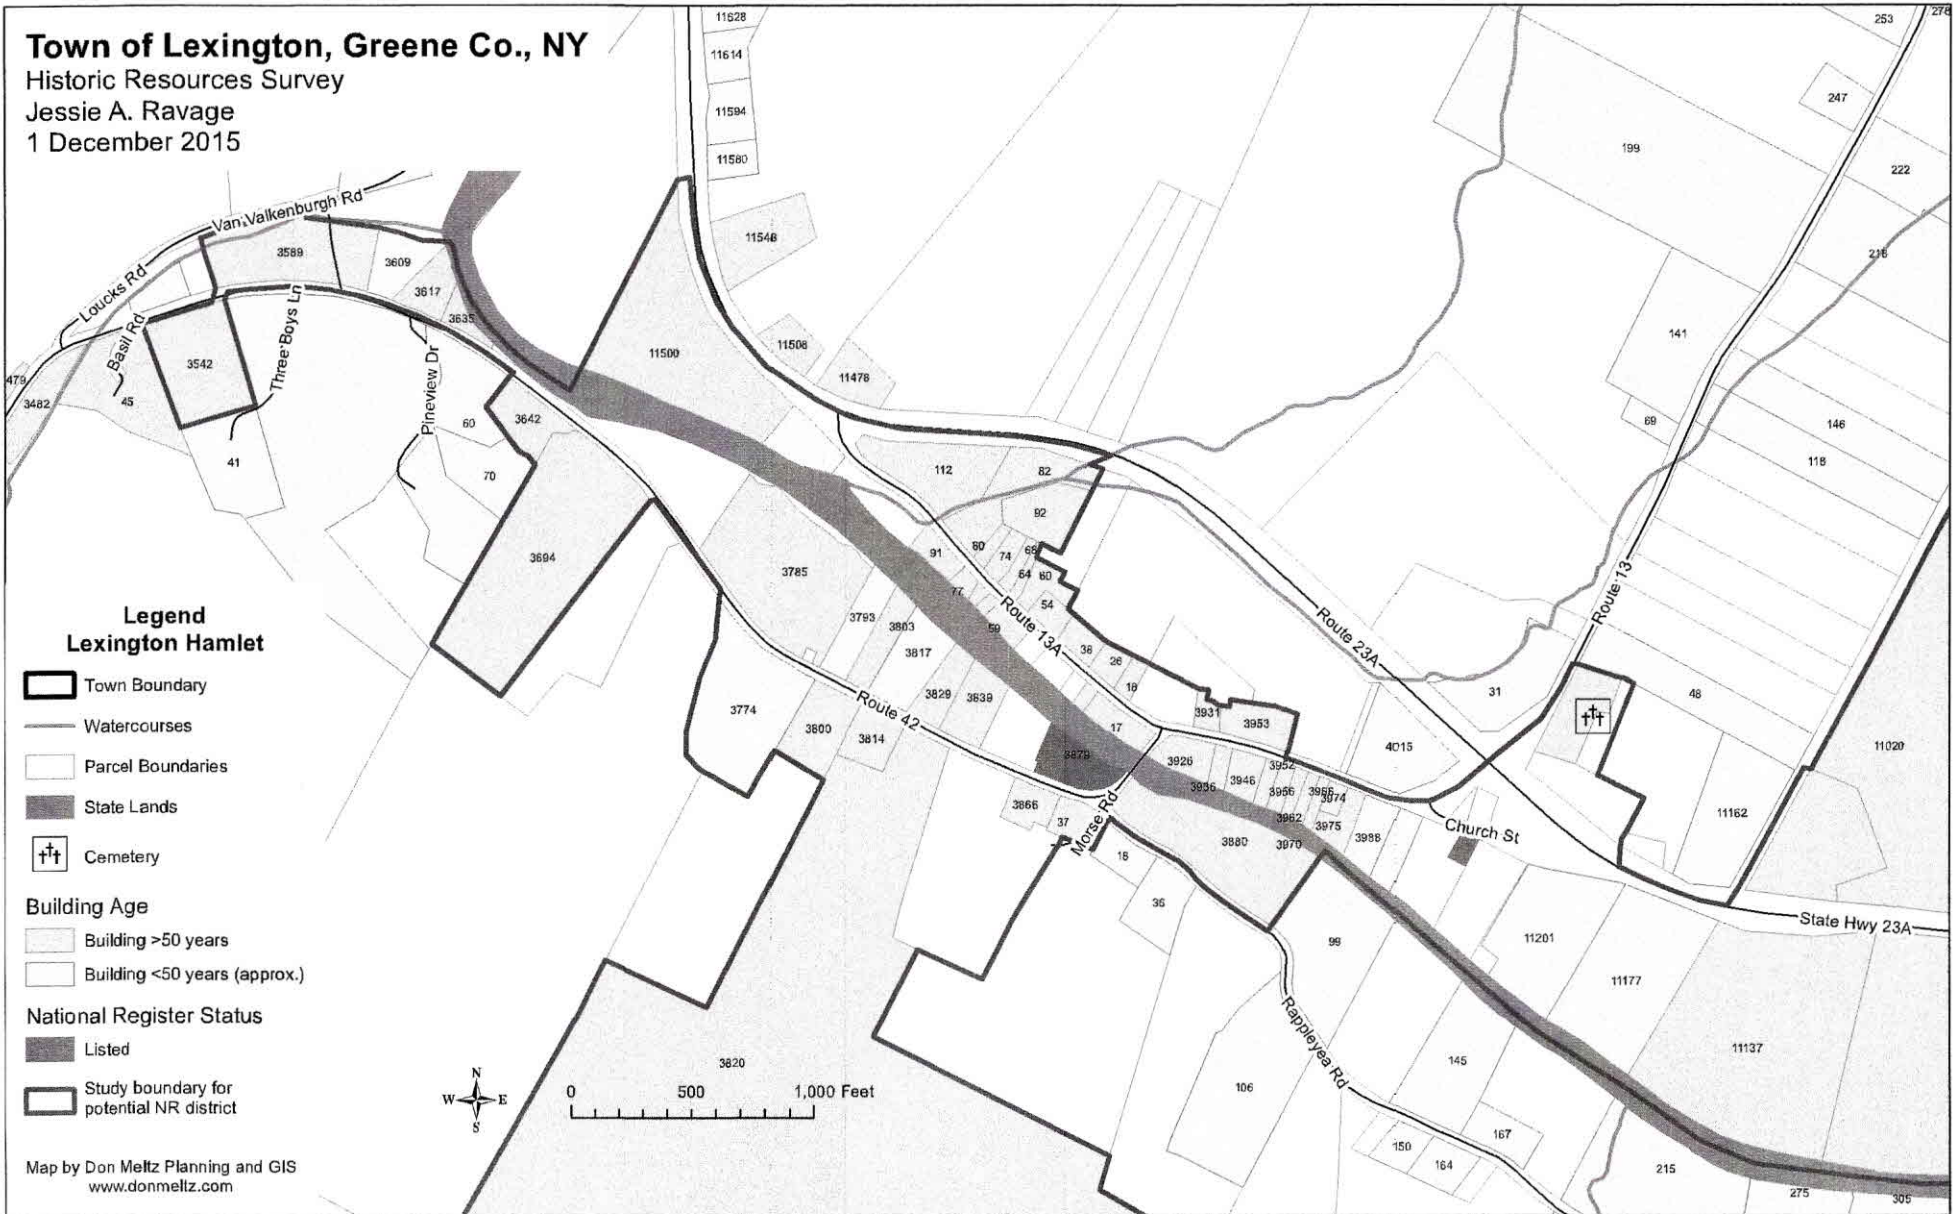 Town of Lexington, Greene Co., NY
Historic Resources Survey
Jessie A. Ravage
1 December 2015
11628
11614
11594
11580
253
278
247
199
222
216
Van Valkenburgh Rd
3589
3609
3617
3635
Loucks Rd
Basil Rd
Three Boys Ln
Pineview Dr
3542
479
3482
45
41
60
70
3642
3694
11548
11500
11508
11478
141
69
146
118
112
82
92
91
80
74
68
64
60
54
77
59
Route 13A
Route 23A
Route 13
38
26
18
17
3785
3793
3803
3817
3829
3839
3774
3800
3814
Route 42
3879
3866
37
Morse Rd
18
36
3931
3953
3926
3936
3946
3952
3956
3962
3970
3974
3975
3988
3880
4015
31
48
11020
11162
Church St
State Hwy 23A
99
11201
11177
11137
Rappleyea Rd
106
145
150
164
167
215
275
305
3820
Legend
Lexington Hamlet
Town Boundary
Watercourses
Parcel Boundaries
State Lands
Cemetery
Building Age
Building >50 years
Building <50 years (approx.)
National Register Status
Listed
Study boundary for
potential NR district
N
W E
S
0 500 1,000 Feet
Map by Don Meltz Planning and GIS
www.donmeltz.com